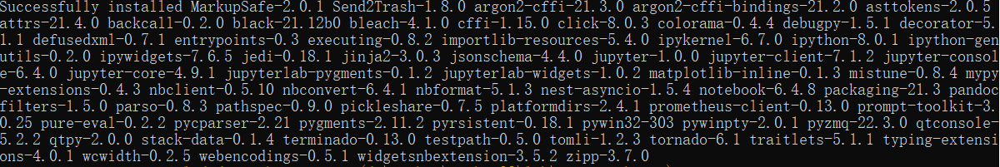 Successfully installed MarkupSafe-2.0.1 Send2Trash-1.8.0 argon2-cffi-21.3.0 argon2-cffi-bindings-21.2.0 asttokens-2.0.5
attrs-21.4.0 backcall-0.2.0 black-21.12b0 bleach-4.1.0 cffi-1.15.0 click-8.0.3 colorama-0.4.4 debugpy-1.5.1 decorator-5.
1.1 defusedxml-0.7.1 entrypoints-0.3 executing-0.8.2 importlib-resources-5.4.0 ipykernel-6.7.0 ipython-8.0.1 ipython-gen
utils-0.2.0 ipywidgets-7.6.5 jedi-0.18.1 jinja2-3.0.3 jsonschema-4.4.0 jupyter-1.0.0 jupyter-client-7.1.2 jupyter-consol
e-6.4.0 jupyter-core-4.9.1 jupyterlab-pygments-0.1.2 jupyterlab-widgets-1.0.2 matplotlib-inline-0.1.3 mistune-0.8.4 mypy
-extensions-0.4.3 nbclient-0.5.10 nbconvert-6.4.1 nbformat-5.1.3 nest-asyncio-1.5.4 notebook-6.4.8 packaging-21.3 pandoc
filters-1.5.0 parso-0.8.3 pathspec-0.9.0 pickleshare-0.7.5 platformdirs-2.4.1 prometheus-client-0.13.0 prompt-toolkit-3.
0.25 pure-eval-0.2.2 pycparser-2.21 pygments-2.11.2 pyrsistent-0.18.1 pywin32-303 pywinpty-2.0.1 pyzmq-22.3.0 qtconsole-
5.2.2 qtpy-2.0.0 stack-data-0.1.4 terminado-0.13.0 testpath-0.5.0 tomli-1.2.3 tornado-6.1 traitlets-5.1.1 typing-extensi
ons-4.0.1 wcwidth-0.2.5 webencodings-0.5.1 widgetsnbextension-3.5.2 zipp-3.7.0